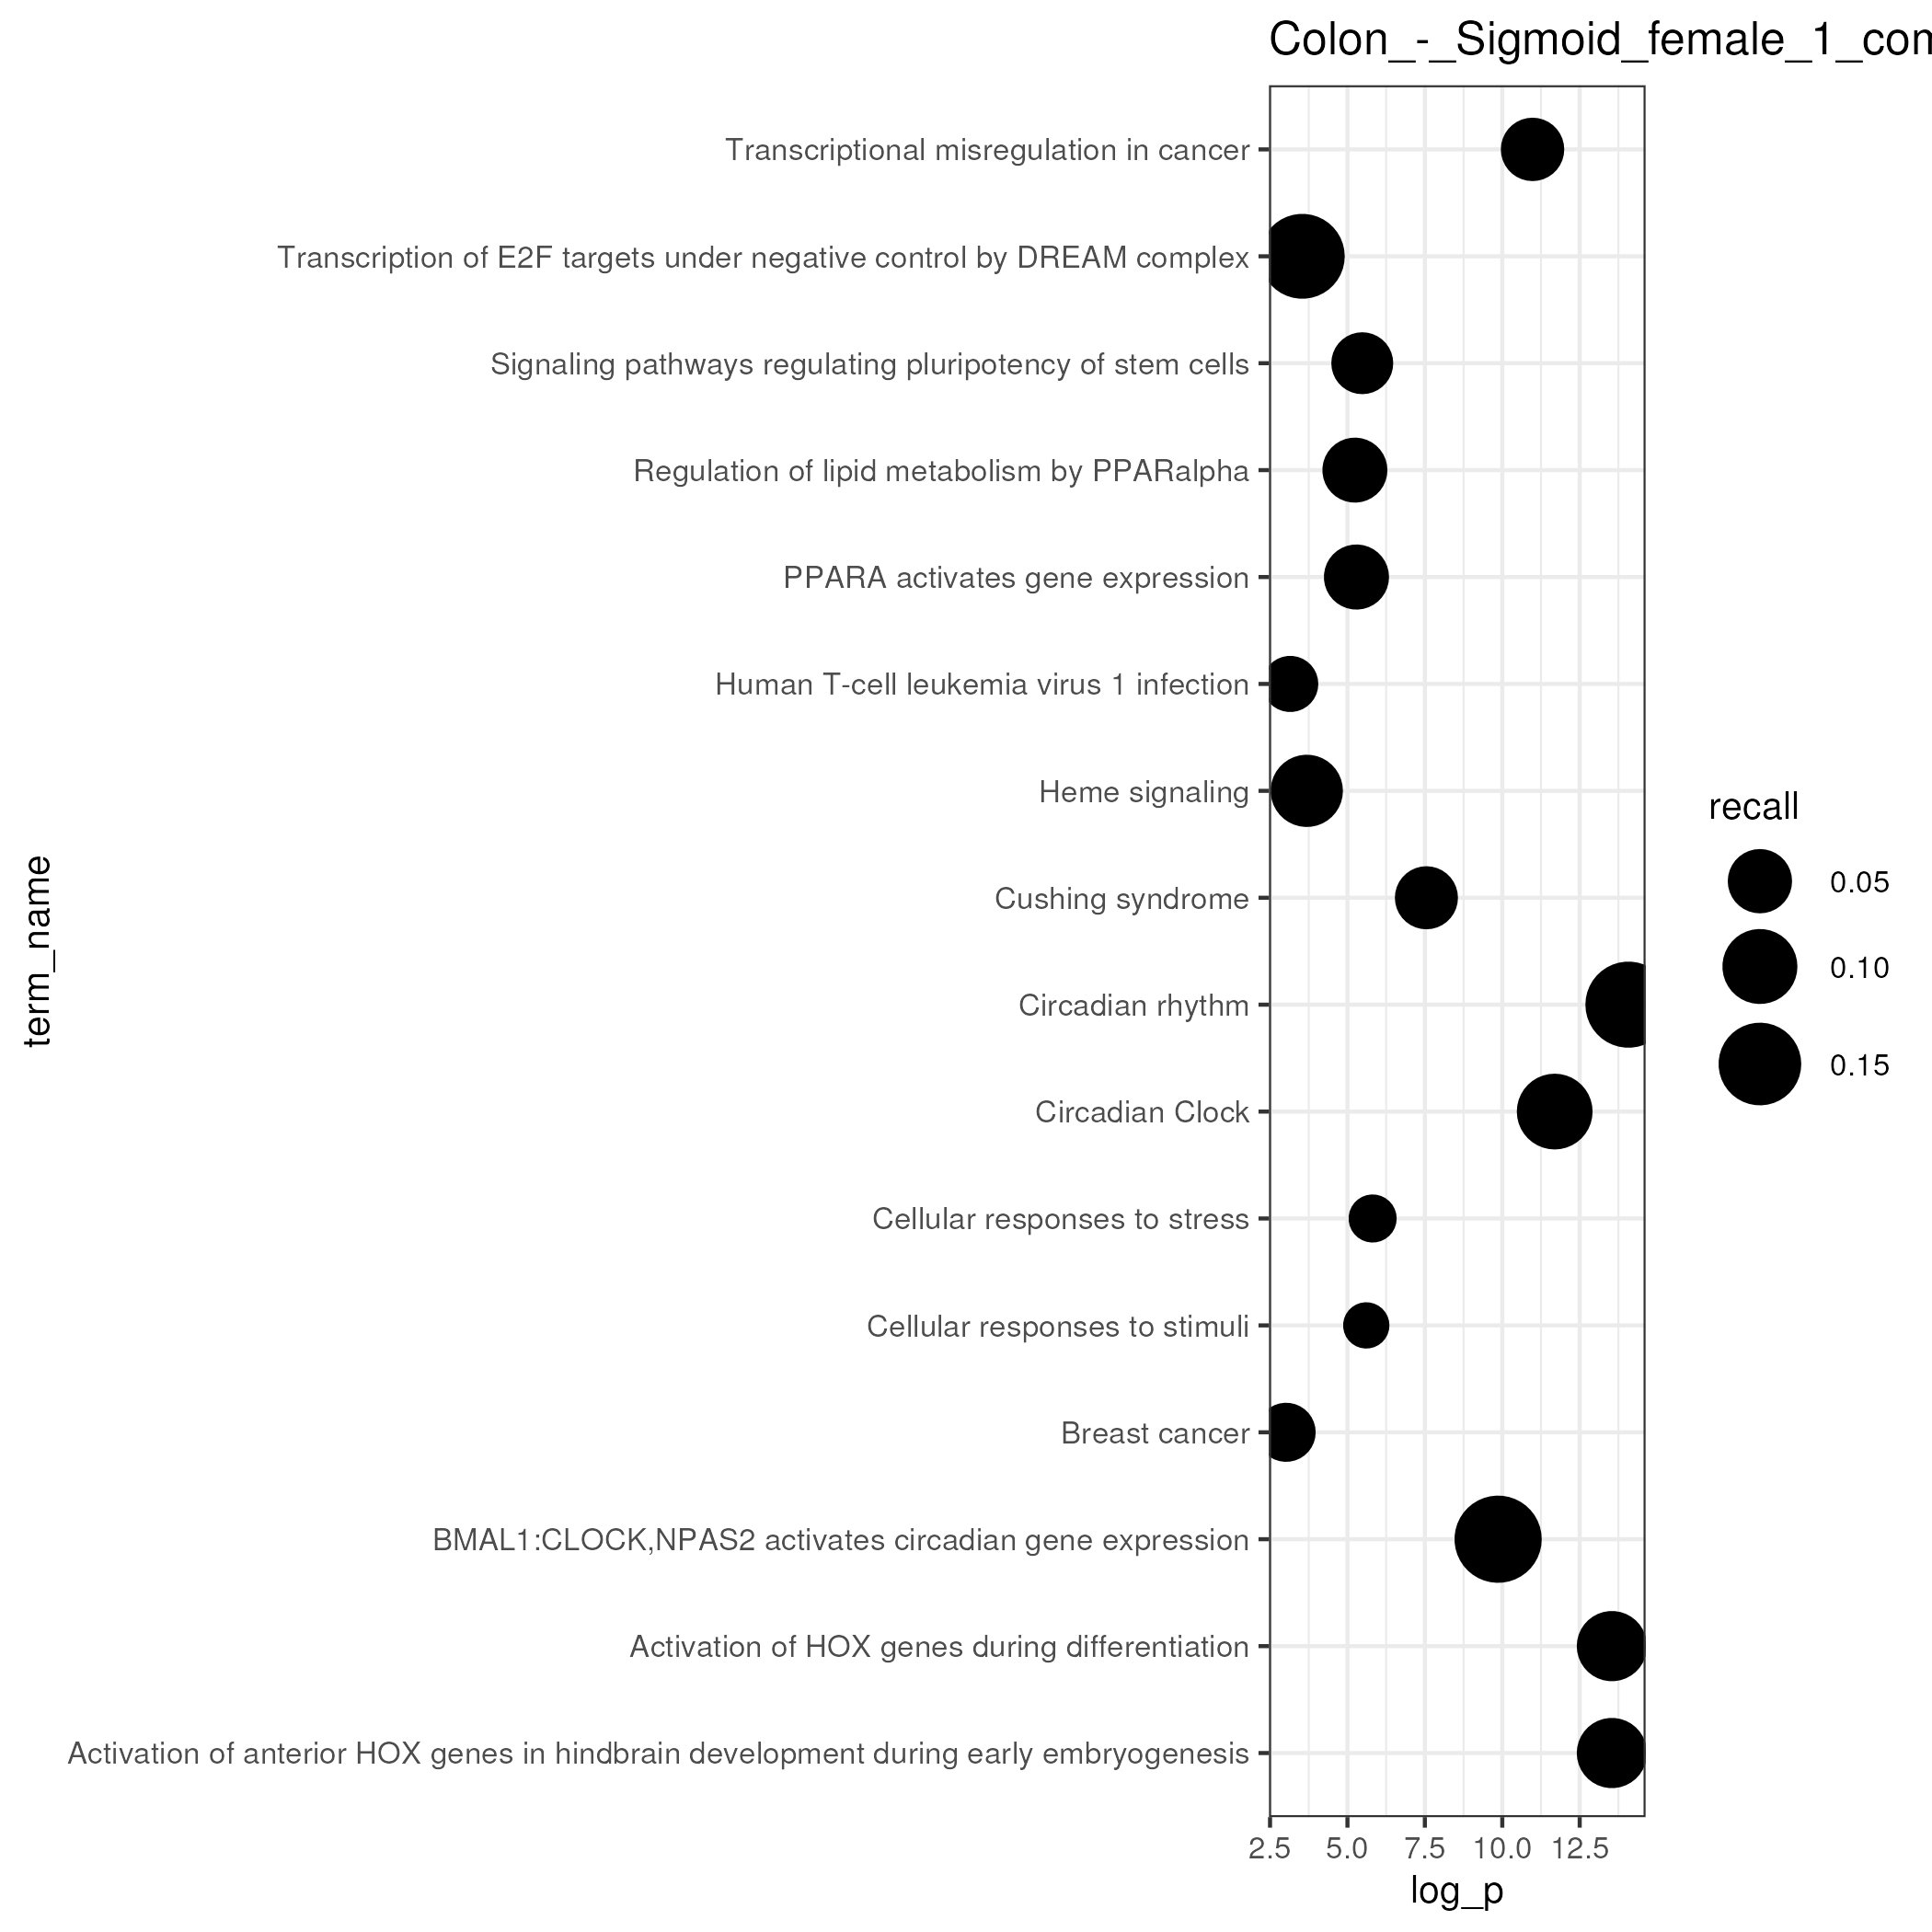 Colon_-_Sigmoid_female_1_con
Transcriptional misregulation in cancer
Transcription of E2F targets under negative control by DREAM complex
Signaling pathways regulating pluripotency of stem cells
Regulation of lipid metabolism by PPARalpha
PPARA activates gene expression
Human T-cell leukemia virus 1 infection
Heme signaling
Cushing syndrome
Circadian rhythm
Circadian Clock
Cellular responses to stress
Cellular responses to stimuli
Breast cancer
BMAL1:CLOCK,NPAS2 activates circadian gene expression
Activation of HOX genes during differentiation
Activation of anterior HOX genes in hindbrain development during early embryogenesis
term_name
2.5 5.0 7.5 10.0 12.5
log_p
recall
0.05
0.10
0.15